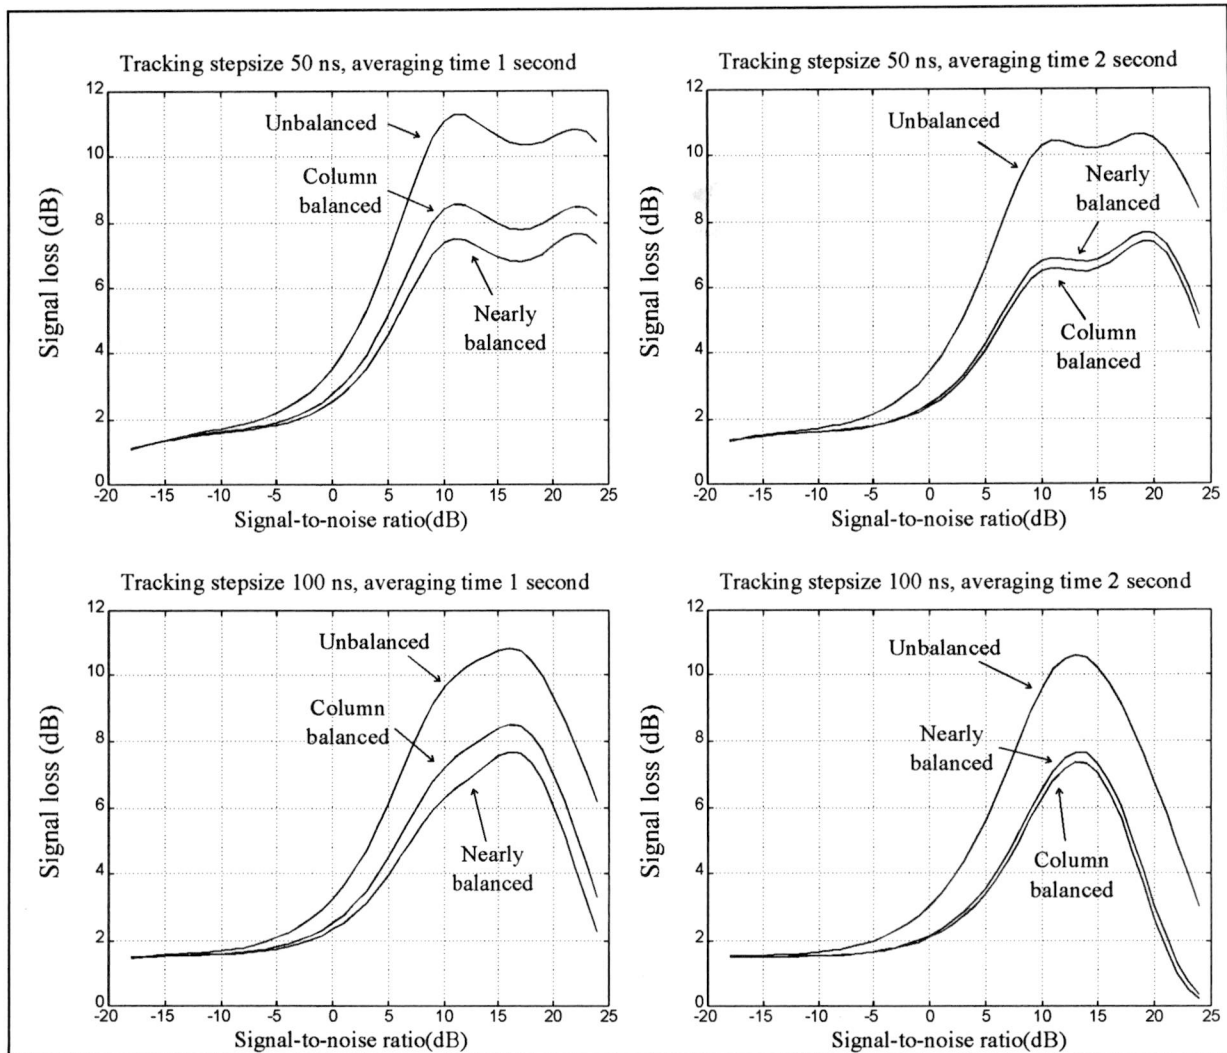 Tracking stepsize 50 ns, averaging time 1 second
12
10
8
6
4
2
0
Signal loss (dB)
Unbalanced
Column
balanced
Nearly
balanced
-20 -15 -10 -5 0 5 10 15 20 25
Signal-to-noise ratio(dB)
Tracking stepsize 50 ns, averaging time 2 second
12
10
8
6
4
2
0
Signal loss (dB)
Unbalanced
Nearly
balanced
Column
balanced
-20 -15 -10 -5 0 5 10 15 20 25
Signal-to-noise ratio(dB)
Tracking stepsize 100 ns, averaging time 1 second
12
10
8
6
4
2
0
Signal loss (dB)
Unbalanced
Column
balanced
Nearly
balanced
-20 -15 -10 -5 0 5 10 15 20 25
Signal-to-noise ratio(dB)
Tracking stepsize 100 ns, averaging time 2 second
12
10
8
6
4
2
0
Signal loss (dB)
Unbalanced
Nearly
balanced
Column
balanced
-20 -15 -10 -5 0 5 10 15 20 25
Signal-to-noise ratio(dB)